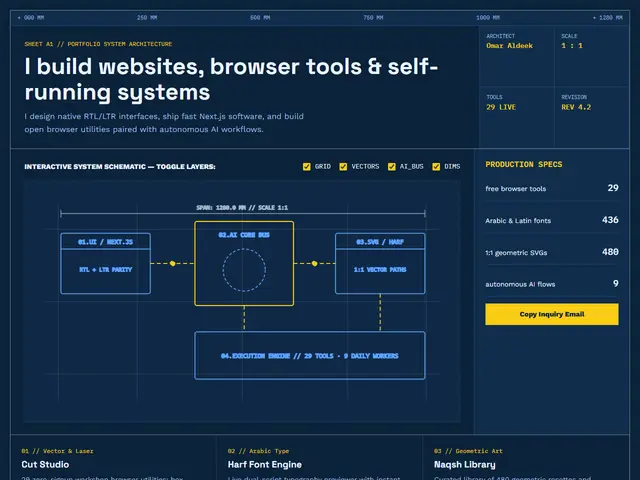 + 000 MM
250 MM
500 MM
750 MM
1000 MM
+ 1280 MM
SHEET A1 // PORTFOLIO SYSTEM ARCHITECTURE
I build websites, browser tools & self-
running systems
I design native RTL/LTR interfaces, ship fast Next.js software, and build
open browser utilities paired with autonomous AI workflows.
ARCHITECT
Omar Aldeek
SCALE
1 : 1
TOOLS
29 LIVE
REVISION
REV 4.2
INTERACTIVE SYSTEM SCHEMATIC — TOGGLE LAYERS:
GRID
VECTORS
AI_BUS
DIMS
SPAN: 1280.0 MM // SCALE 1:1
01.UI / NEXT.JS
RTL + LTR PARITY
02.AI CORE BUS
03.SVG / HARF
1:1 VECTOR PATHS
04.EXECUTION ENGINE // 29 TOOLS · 9 DAILY WORKERS
PRODUCTION SPECS
free browser tools 29
Arabic & Latin fonts 436
1:1 geometric SVGs 480
autonomous AI flows 9
Copy Inquiry Email
01 // Vector & Laser
Cut Studio
02 // Arabic Type
Harf Font Engine
03 // Geometric Art
Naqsh Library